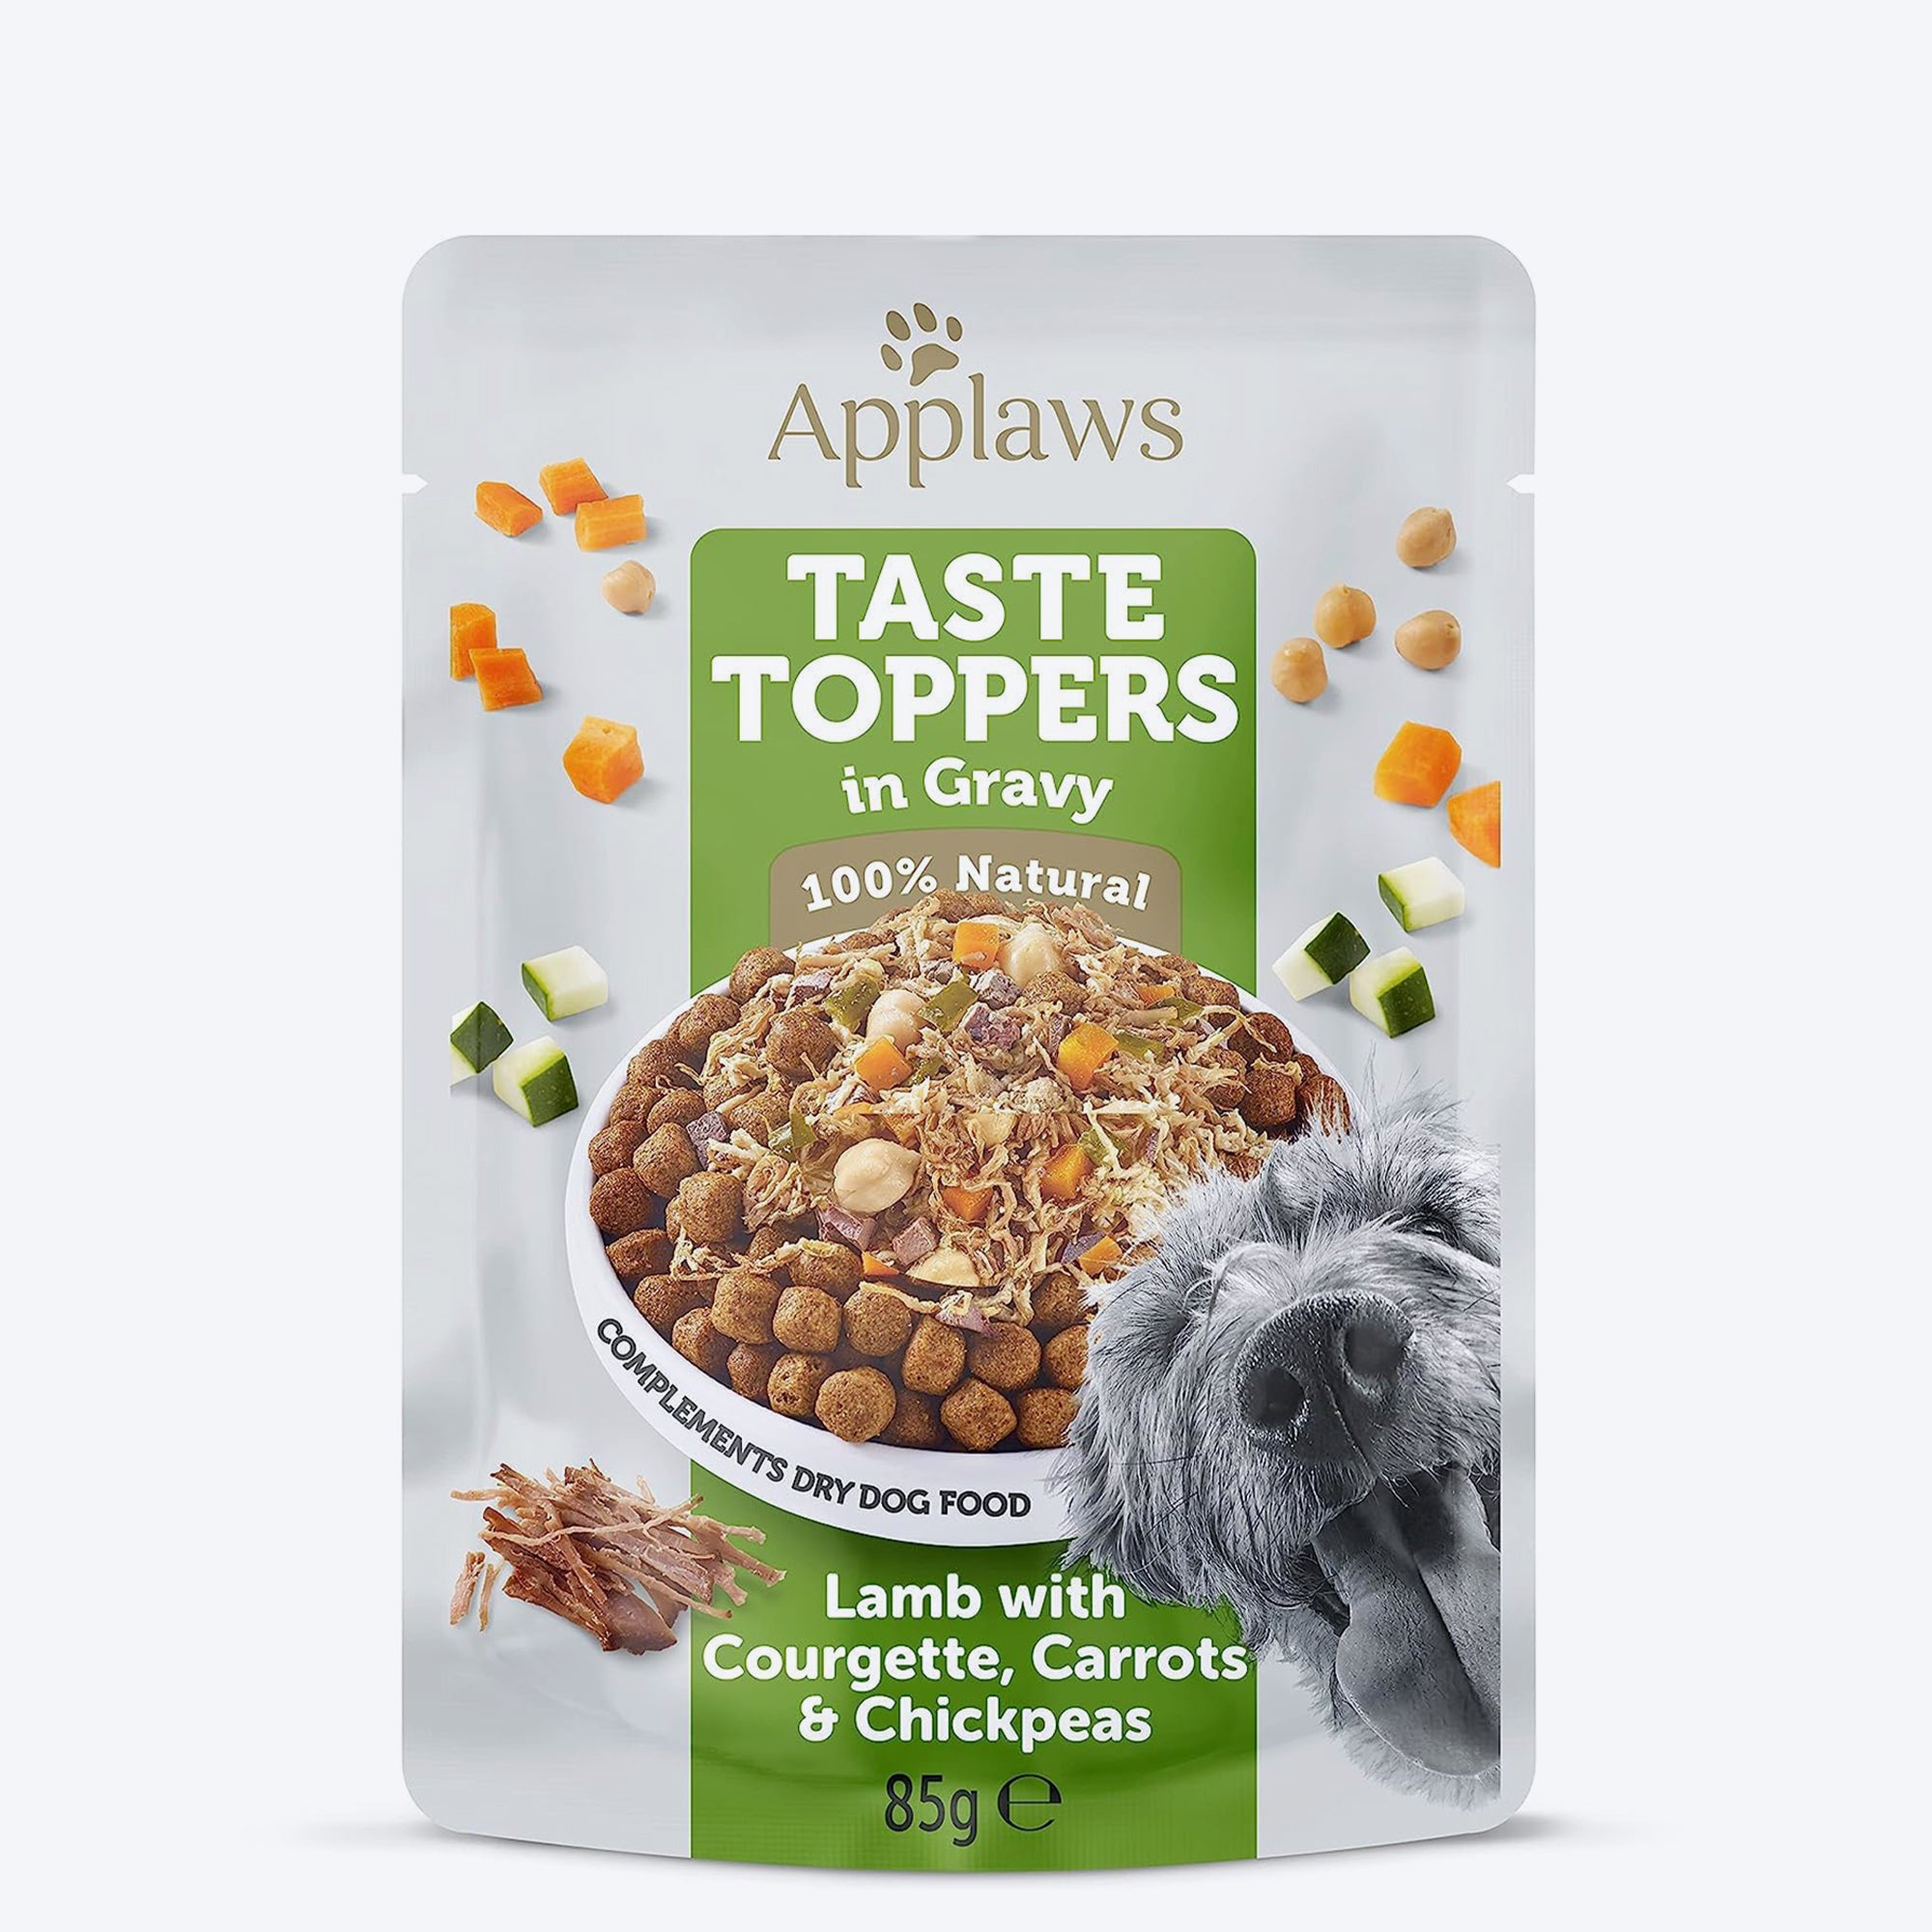 Applaws
TASTE
TOPPERS
in Gravy
100% Natural
COMPLEMENTS DRY DOG FOOD
Lamb with
Courgette, Carrots
& Chickpeas
85g ℮